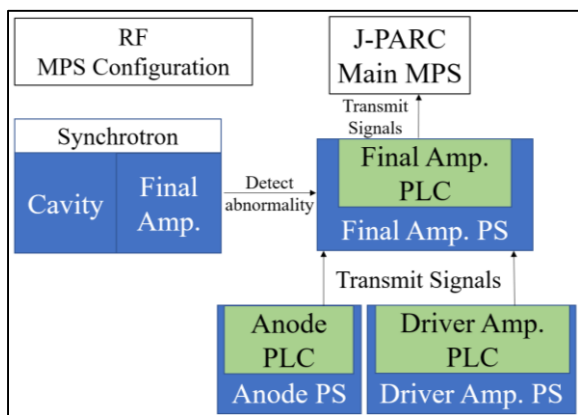 RF
MPS Configuration
J-PARC
Main MPS
Transmit
Signals
Synchrotron
Cavity
Final
Amp.
Detect
abnormality
Final Amp.
PLC
Final Amp. PS
Transmit Signals
Anode
PLC
Anode PS
Driver Amp.
PLC
Driver Amp. PS